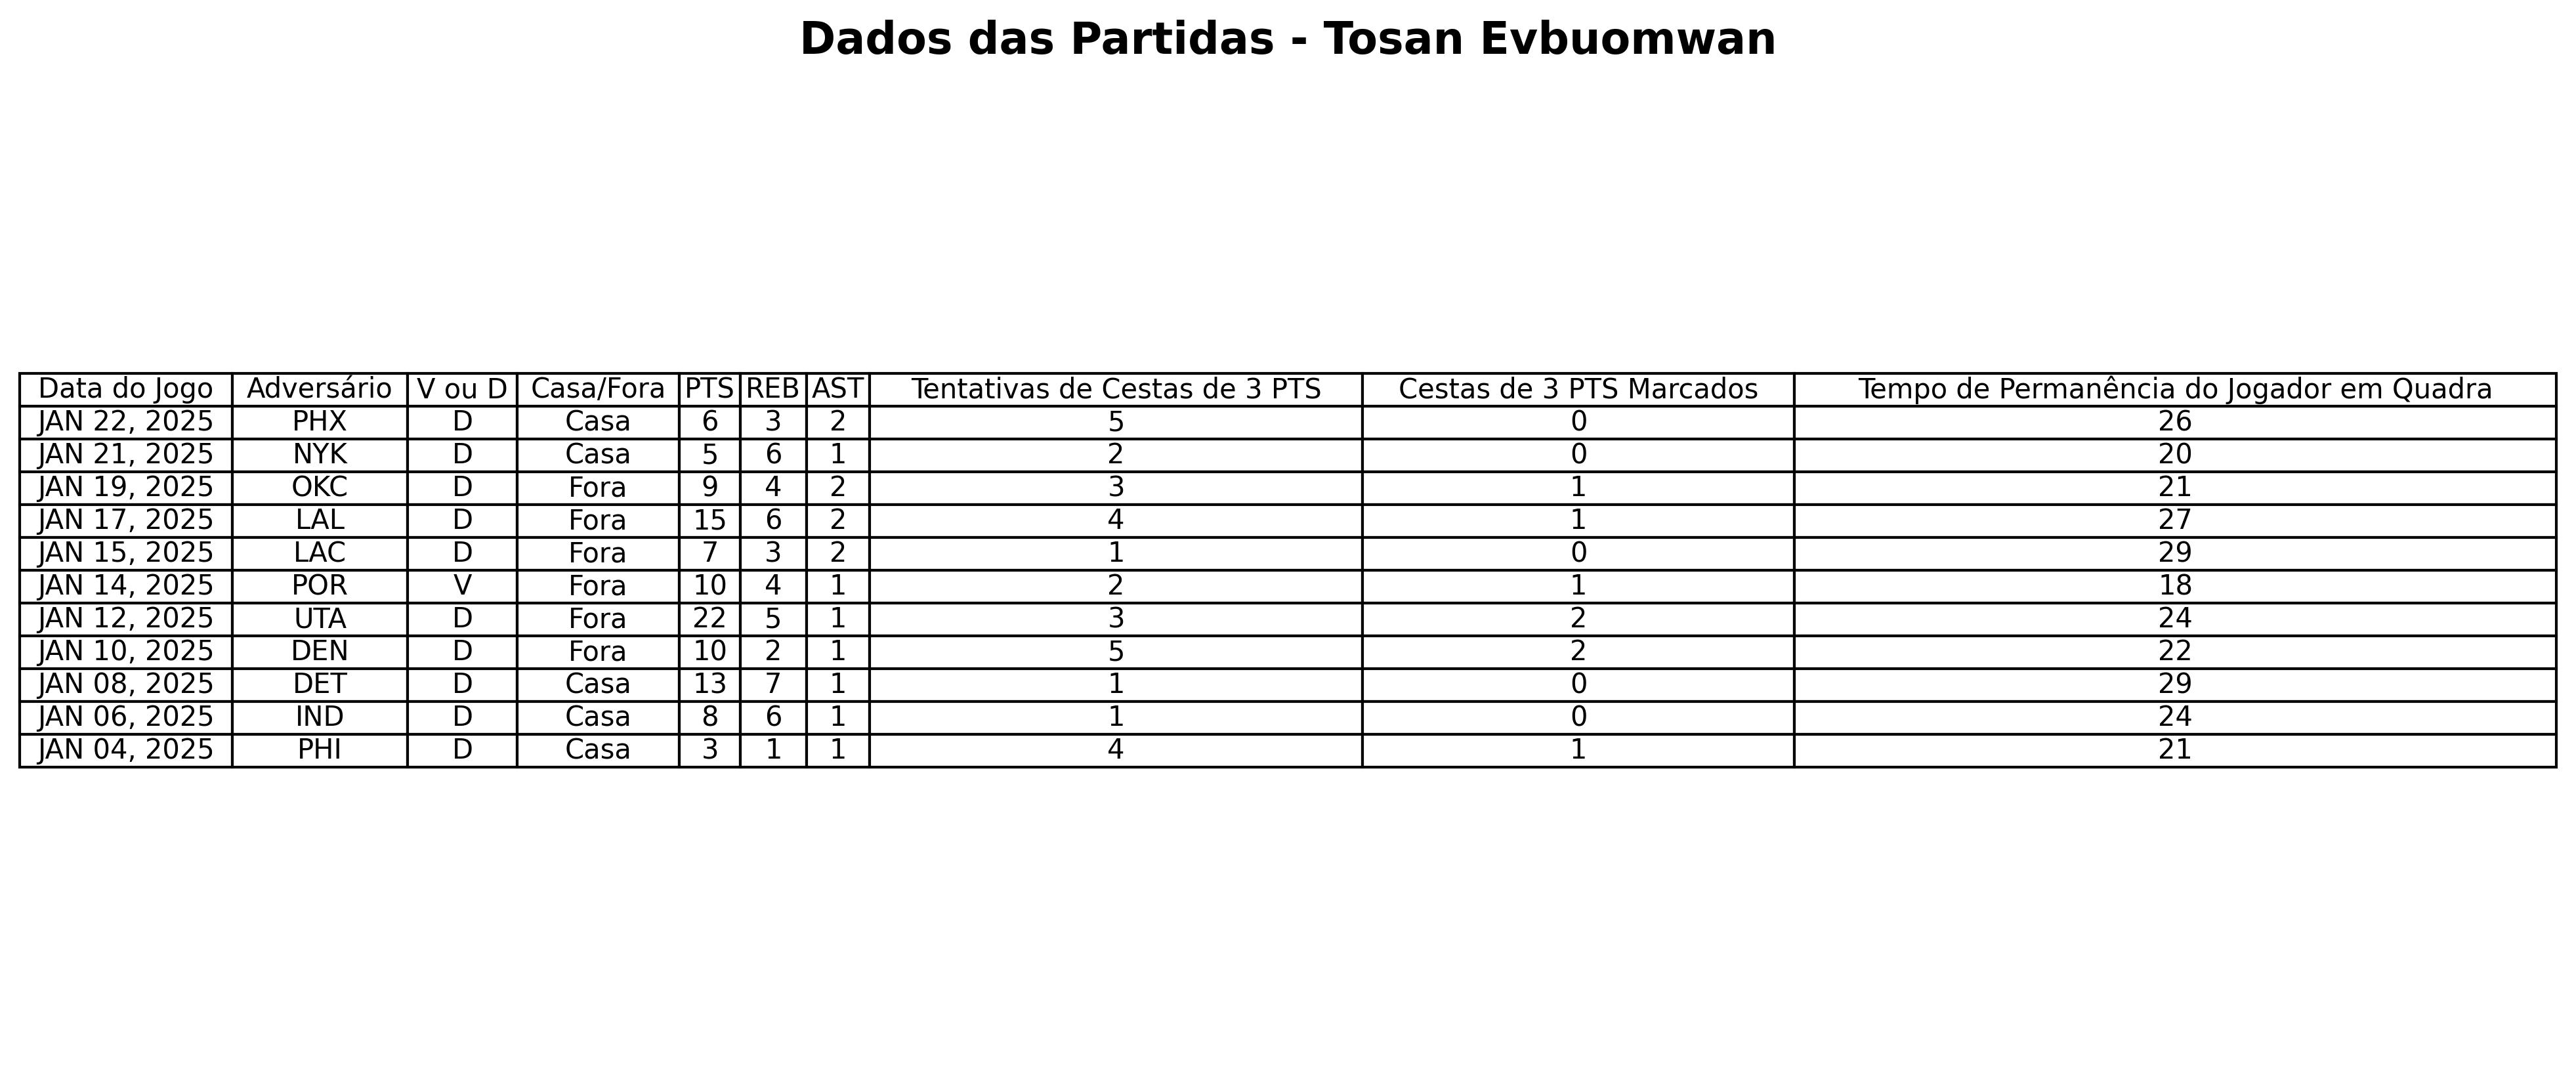 Dados das Partidas - Tosan Evbuomwan
Data do Jogo Adversário V ou D Casa/Fora PTS REB AST Tentativas de Cestas de 3 PTS Cestas de 3 PTS Marcados Tempo de Permanência do Jogador em Quadra
JAN 22, 2025 PHX D Casa 6 3 2 5 0 26
JAN 21, 2025 NYK D Casa 5 6 1 2 0 20
JAN 19, 2025 OKC D Fora 9 4 2 3 1 21
JAN 17, 2025 LAL D Fora 15 6 2 4 1 27
JAN 15, 2025 LAC D Fora 7 3 2 1 0 29
JAN 14, 2025 POR V Fora 10 4 1 2 1 18
JAN 12, 2025 UTA D Fora 22 5 1 3 2 24
JAN 10, 2025 DEN D Fora 10 2 1 5 2 22
JAN 08, 2025 DET D Casa 13 7 1 1 0 29
JAN 06, 2025 IND D Casa 8 6 1 1 0 24
JAN 04, 2025 PHI D Casa 3 1 1 4 1 21